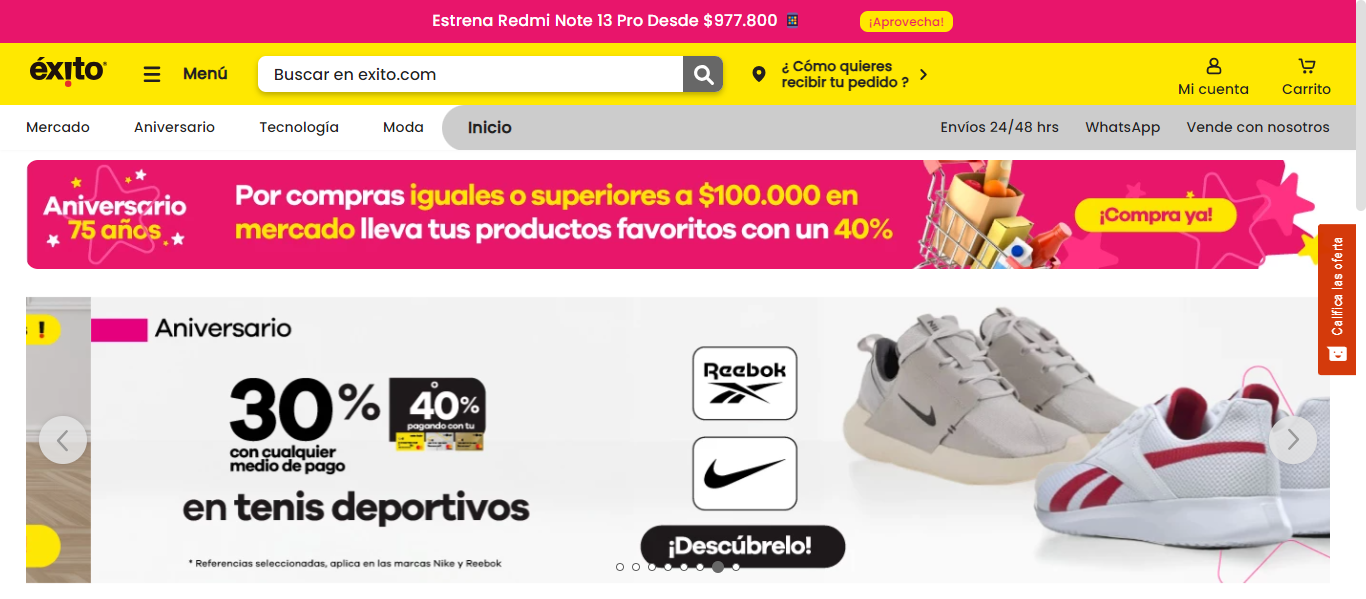 Estrena Redmi Note 13 Pro Desde $977.800
¡Aprovecha!
éxito
Menú
Buscar en exito.com
¿ Cómo quieres
recibir tu pedido ?
Mi cuenta
Carrito
Mercado
Aniversario
Tecnología
Moda
Inicio
Envíos 24/48 hrs
WhatsApp
Vende con nosotros
Aniversario
75 años
Por compras iguales o superiores a $100.000 en
mercado lleva tus productos favoritos con un 40%
¡Compra ya!
Califica las oferta
!
Aniversario
30%
con cualquier
medio de pago
40%
pagando con tu
Reebok
en tenis deportivos
¡Descúbrelo!
* Referencias seleccionadas, aplica en las marcas Nike y Reebok